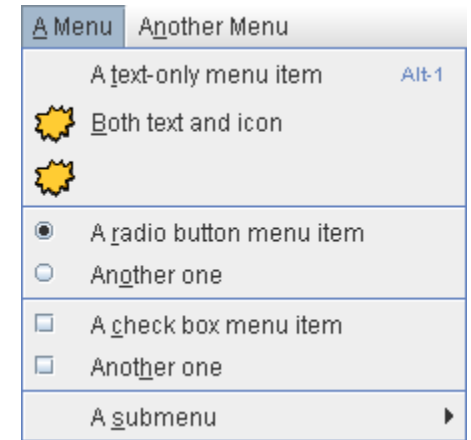 A Menu Another Menu
A text-only menu item Alt-1
Both text and icon
A radio button menu item
Another one
A check box menu item
Another one
A submenu